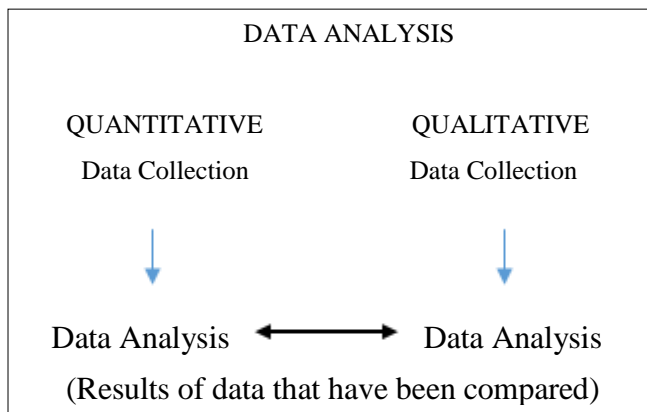 DATA ANALYSIS
QUANTITATIVE QUALITATIVE
Data Collection Data Collection
Data Analysis Data Analysis
(Results of data that have been compared)